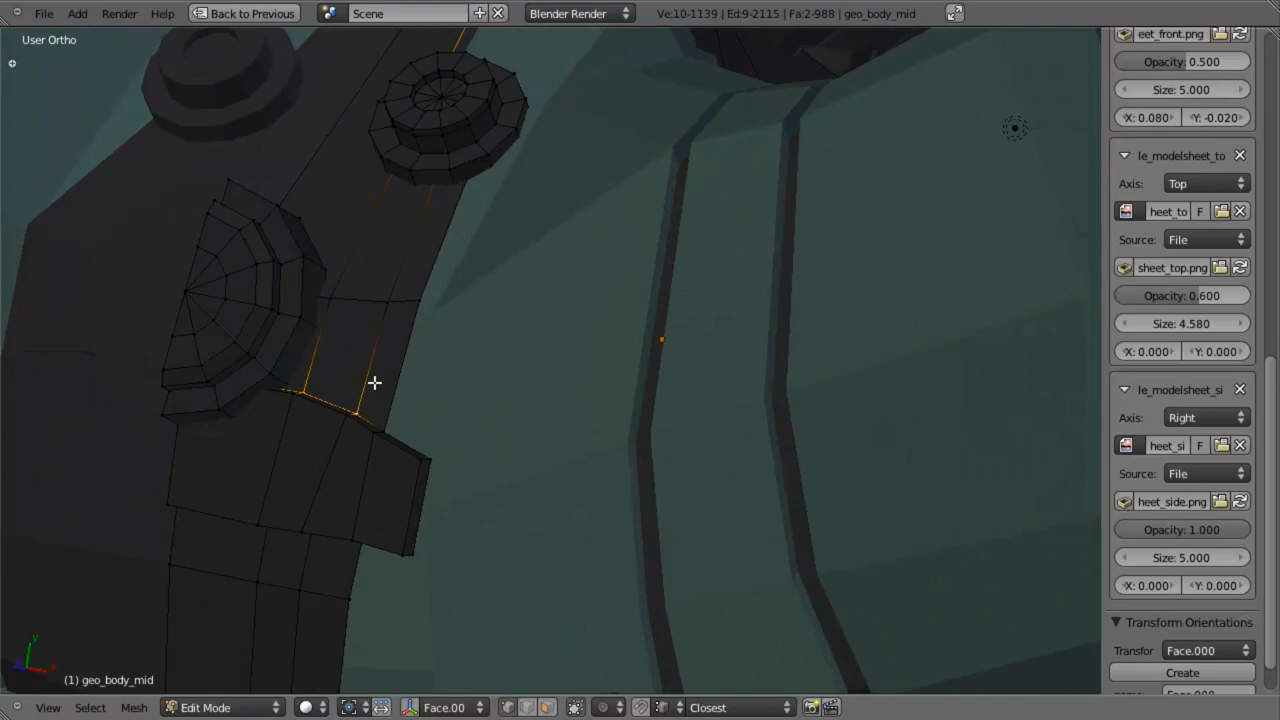 File Add Render Help Back to Previous Scene Blender Render Ve:10-1139 | Ed:9-2115 | Fa:2-988 | geo_body_mid
User Ortho
eet_front.png
Opacity: 0.500
Size: 5.000
X: 0.080 Y: -0.020
le_modelsheet_to
Axis: Top
heet_to F
Source: File
sheet_top.png
Opacity: 0.600
Size: 4.580
X: 0.000 Y: 0.000
le_modelsheet_si
Axis: Right
heet_si F
Source: File
heet_side.png
Opacity: 1.000
Size: 5.000
X: 0.000 Y: 0.000
Transform Orientations
Transfor Face.000
Create
y
(1) geo_body_mid
View Select Mesh Edit Mode Face.00 Closest